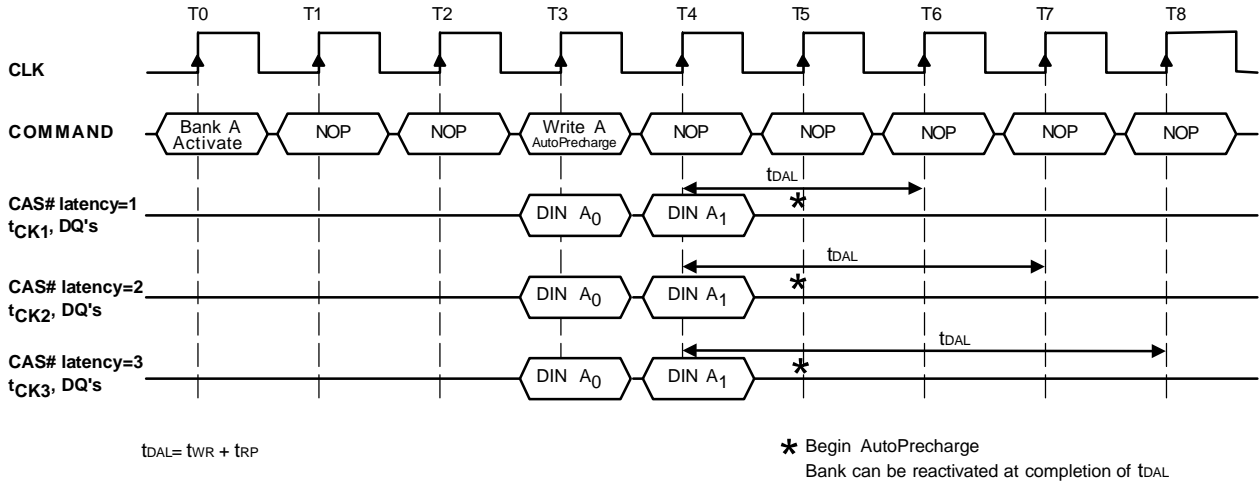 T0 T1 T2 T3 T4 T5 T6 T7 T8
CLK
COMMAND
Bank A
Activate
NOP
NOP
Write A
AutoPrecharge
NOP
NOP
NOP
NOP
NOP
tDAL
CAS# latency=1
tCK1, DQ's
DIN A0
DIN A1
*
tDAL
CAS# latency=2
tCK2, DQ's
DIN A0
DIN A1
*
tDAL
CAS# latency=3
tCK3, DQ's
DIN A0
DIN A1
*
tDAL= tWR + tRP
* Begin AutoPrecharge
Bank can be reactivated at completion of tDAL